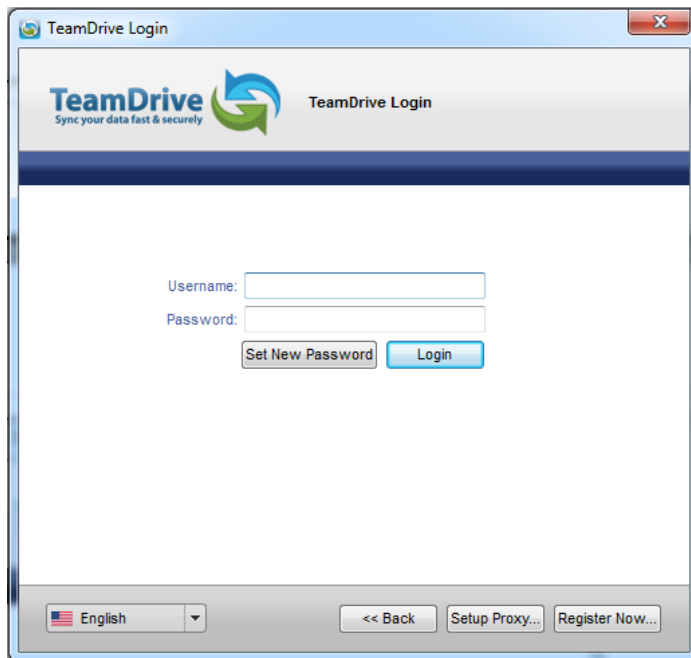 TeamDrive Login
TeamDrive
Sync your data fast & securely
TeamDrive Login
Username:
Password:
Set New Password
Login
English
<< Back
Setup Proxy...
Register Now...